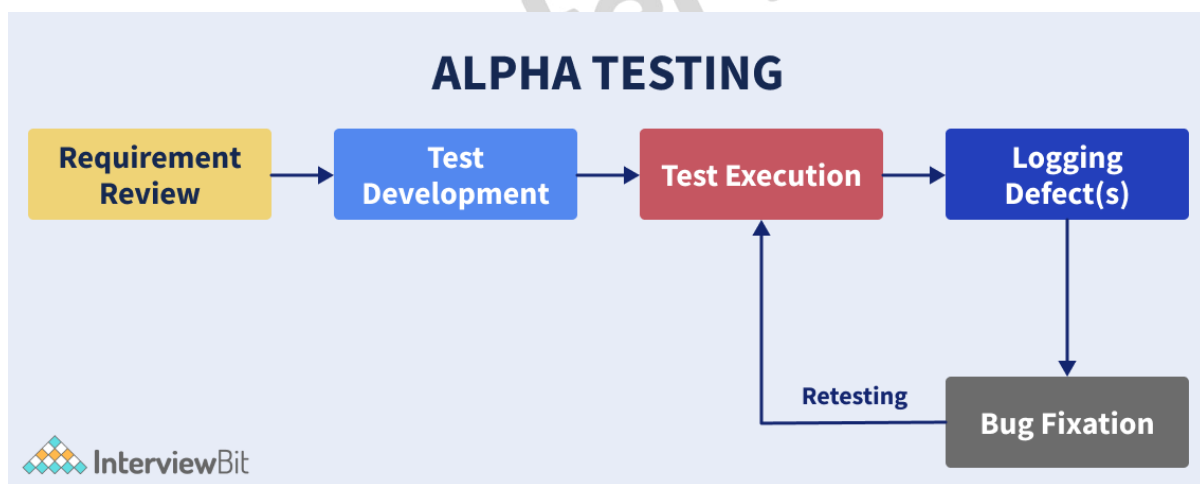 ALPHA TESTING
Requirement
Review
Test
Development
Test Execution
Logging
Defect(s)
Retesting
Bug Fixation
InterviewBit